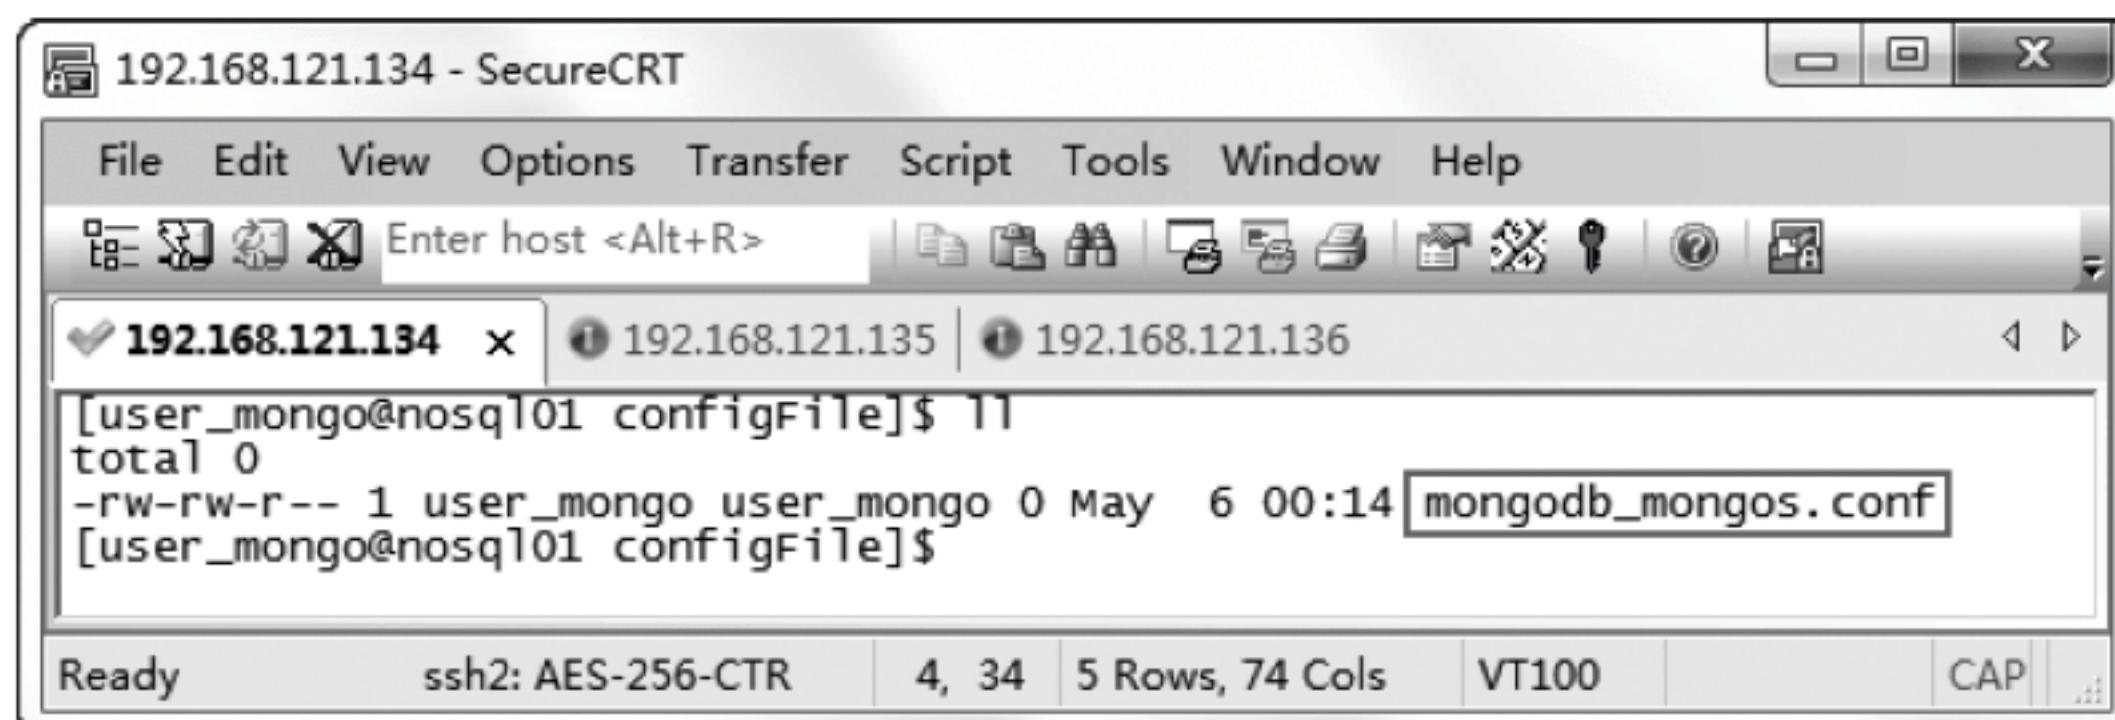 192.168.121.134 - SecureCRT
File Edit View Options Transfer Script Tools Window Help
Enter host <Alt+R>
192.168.121.134 x 192.168.121.135 192.168.121.136
[user_mongo@nosql01 configFile]$ ll
total 0
-rw-rw-r-- 1 user_mongo user_mongo 0 May  6 00:14 mongodb_mongos.conf
[user_mongo@nosql01 configFile]$
Ready ssh2: AES-256-CTR 4, 34 5 Rows, 74 Cols VT100 CAP